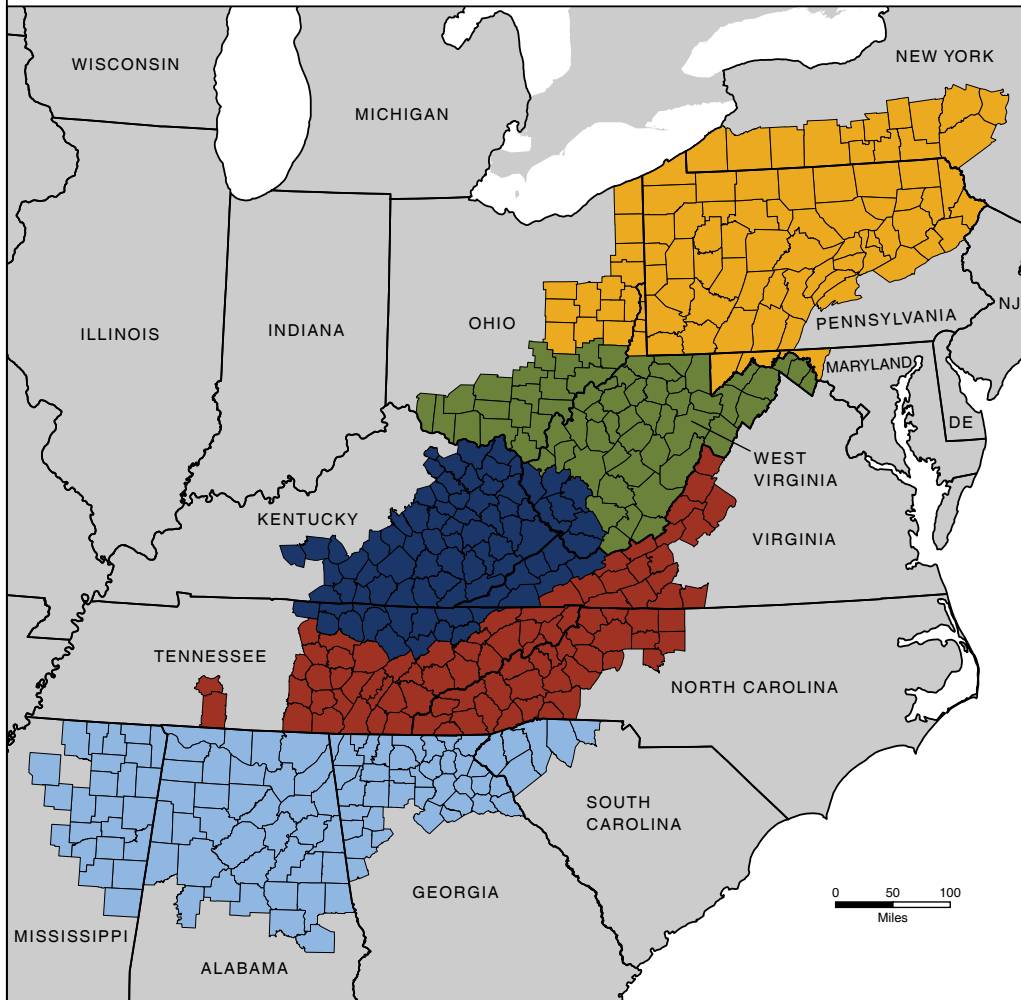 NEW YORK
WISCONSIN
MICHIGAN
NJ
PENNSYLVANIA
OHIO
ILLINOIS
INDIANA
MARYLAND
DE
WEST
VIRGINIA
KENTUCKY
VIRGINIA
TENNESSEE
NORTH CAROLINA
SOUTH
CAROLINA
GEORGIA
0 50 100
Miles
MISSISSIPPI
ALABAMA